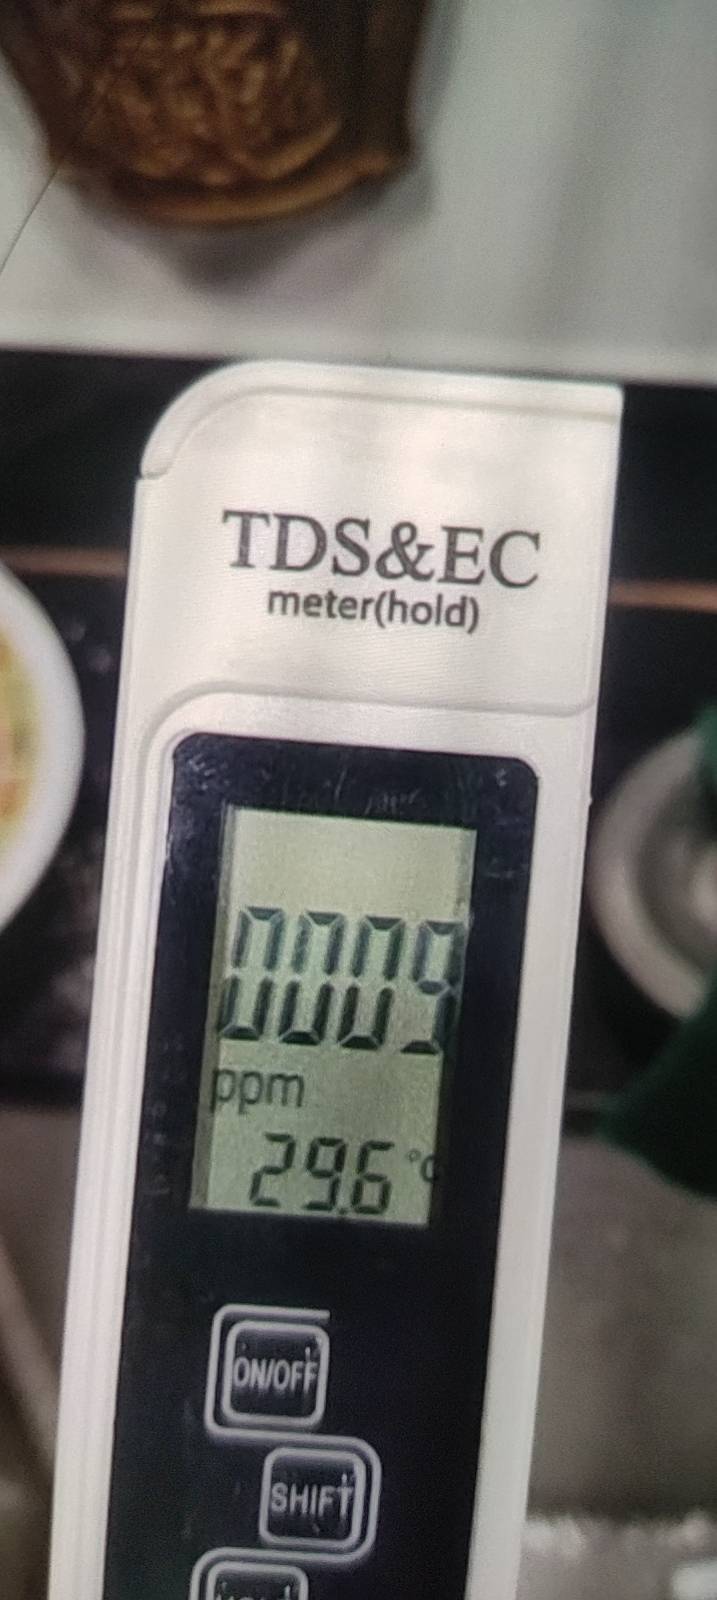 TDS&EC
meter(hold)
0009
ppm
29.6 °C
ON/OFF
SHIFT